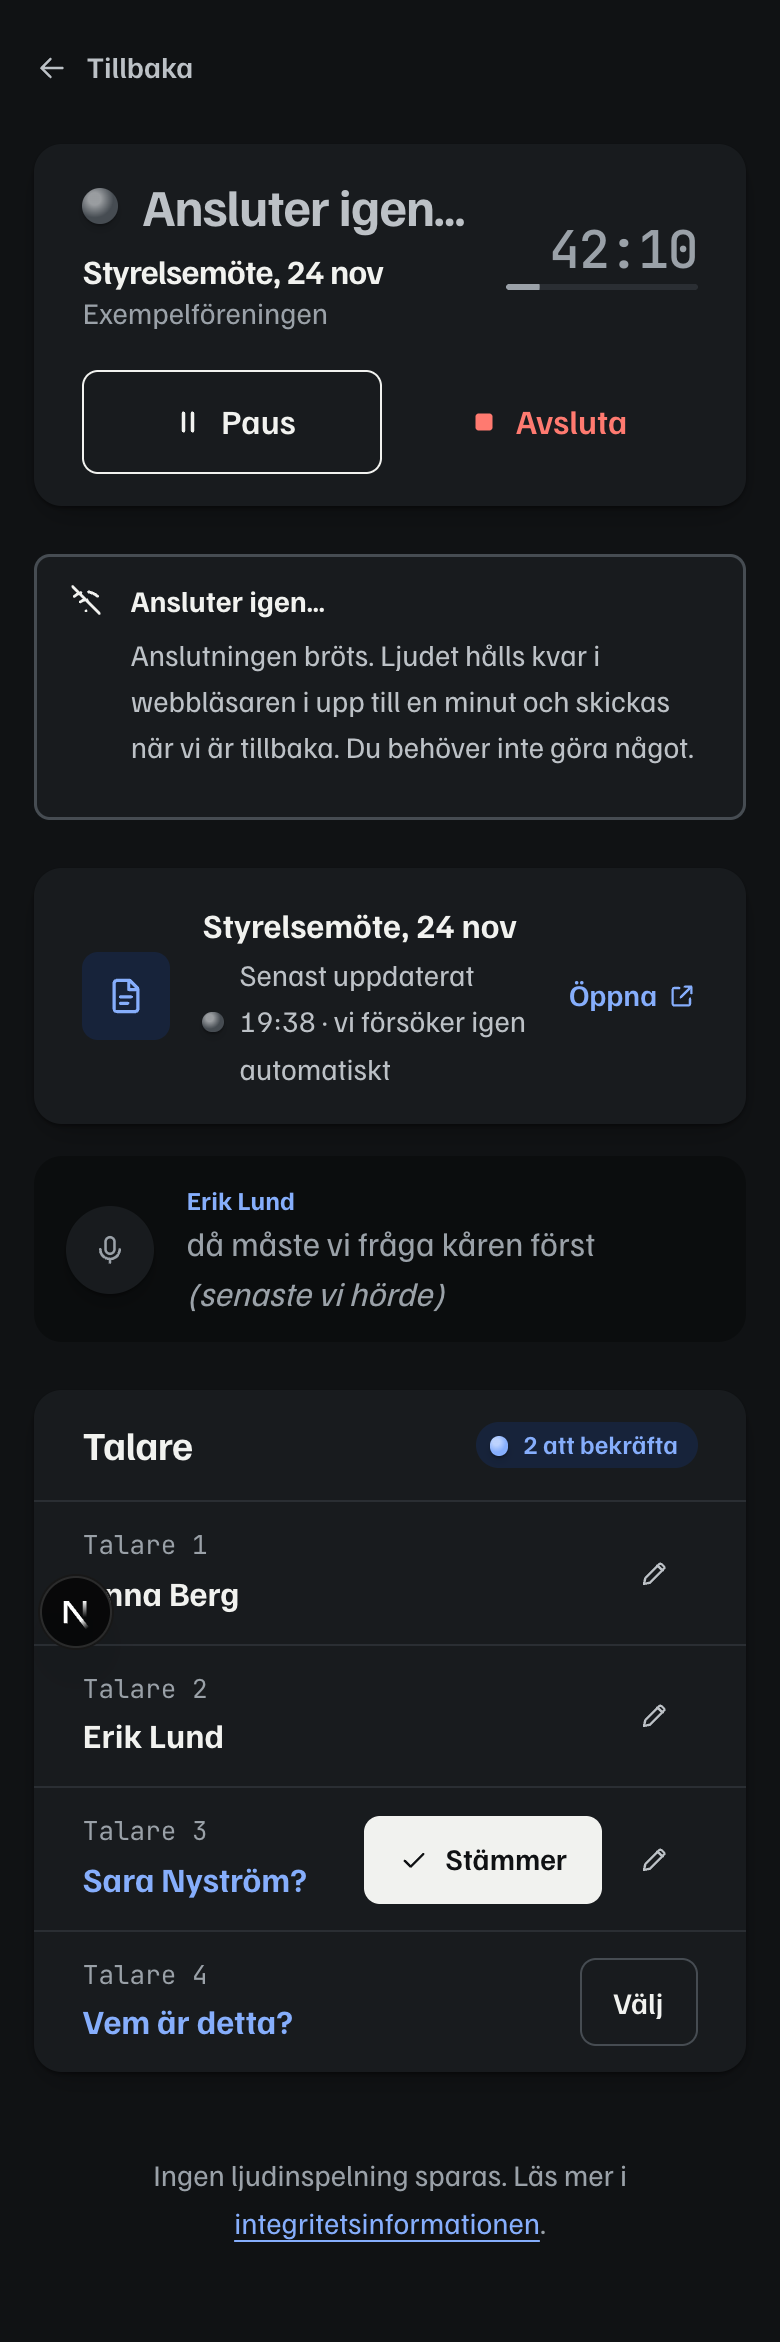 Tillbaka
Ansluter igen...
42:10
Styrelsemöte, 24 nov
Exempelföreningen
Paus
Avsluta
Ansluter igen...
Anslutningen bröts. Ljudet hålls kvar i
webbläsaren i upp till en minut och skickas
när vi är tillbaka. Du behöver inte göra något.
Styrelsemöte, 24 nov
Senast uppdaterat
19:38 · vi försöker igen
automatiskt
Öppna
Erik Lund
då måste vi fråga kåren först
(senaste vi hörde)
Talare
2 att bekräfta
Talare 1
nna Berg
N
Talare 2
Erik Lund
Talare 3
Sara Nyström?
Stämmer
Talare 4
Vem är detta?
Välj
Ingen ljudinspelning sparas. Läs mer i
integritetsinformationen.